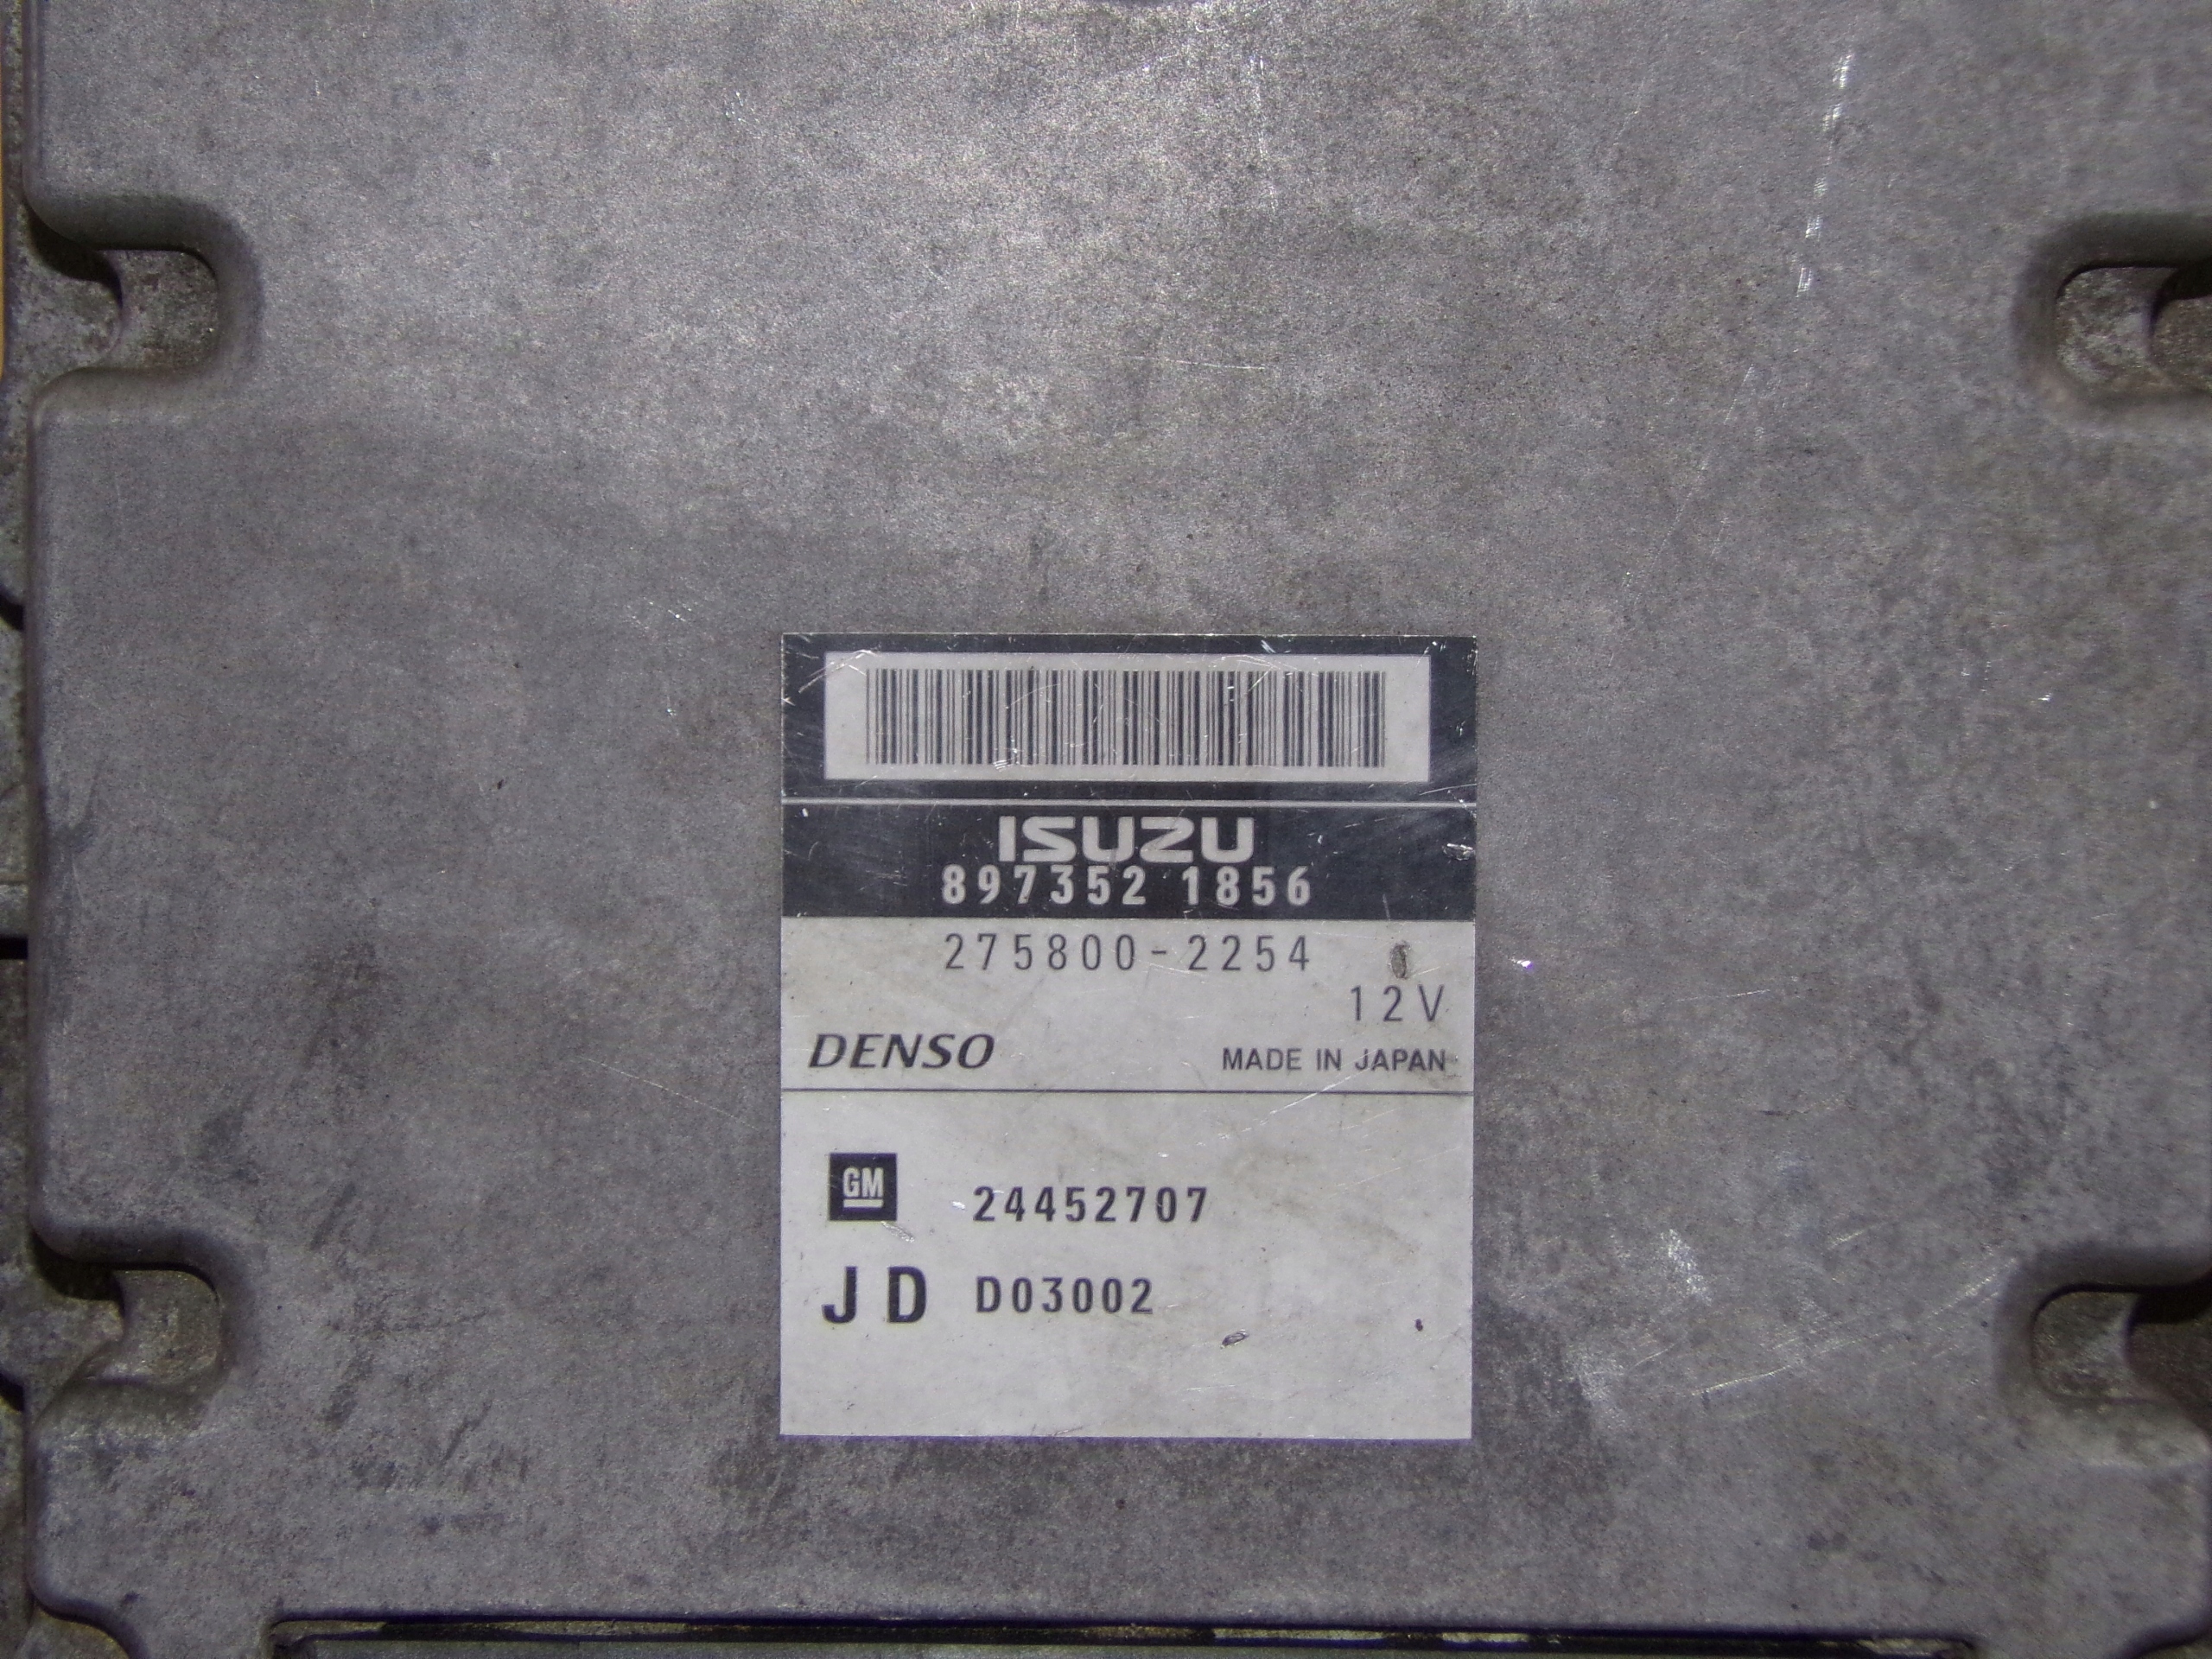 ISUZU
897352 1856
275800-2254
12V
DENSO MADE IN JAPAN
GM 24452707
JD D03002